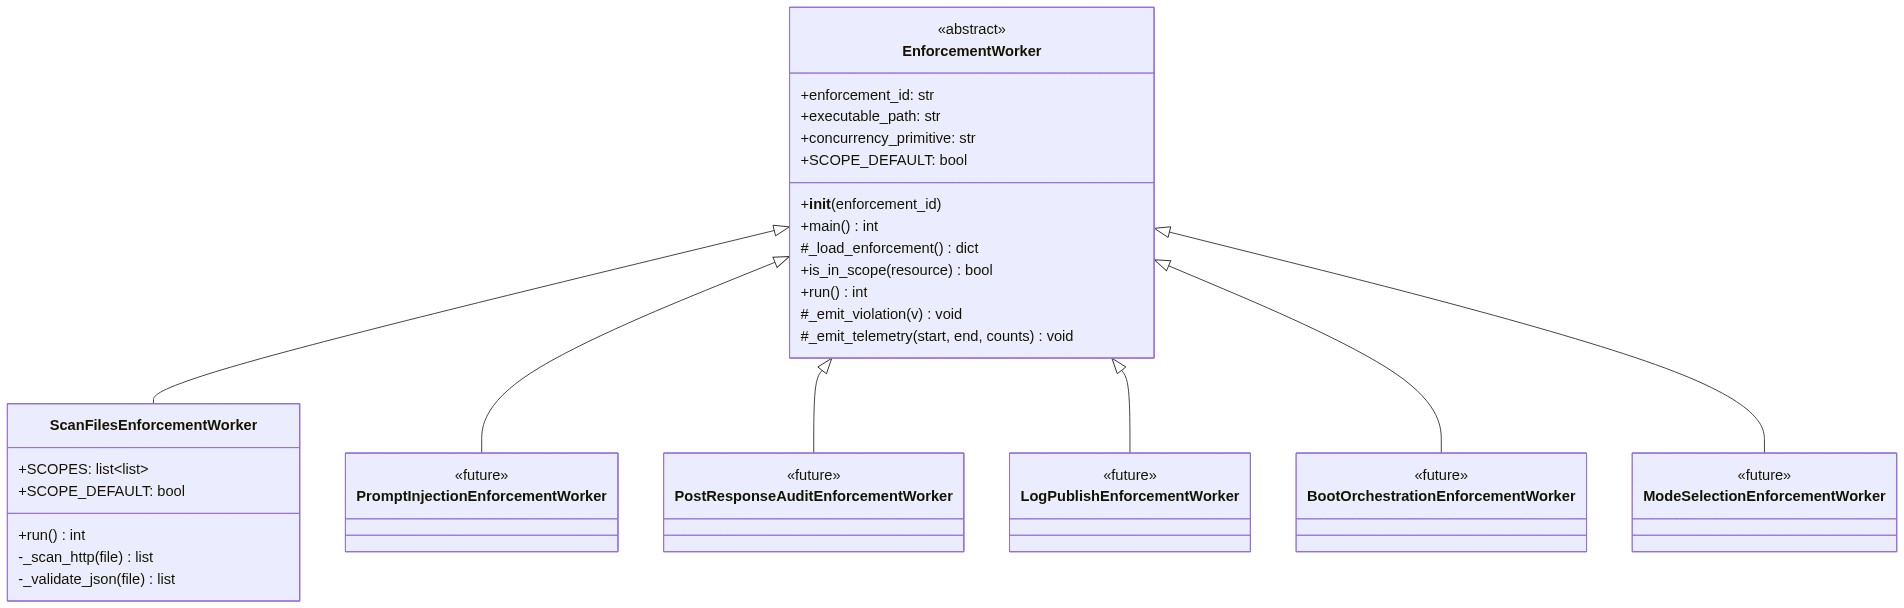 «abstract»
EnforcementWorker
+enforcement_id: str
+executable_path: str
+concurrency_primitive: str
+SCOPE_DEFAULT: bool
+init(enforcement_id)
+main() : int
#_load_enforcement() : dict
+is_in_scope(resource) : bool
+run() : int
#_emit_violation(v) : void
#_emit_telemetry(start, end, counts) : void
ScanFilesEnforcementWorker
+SCOPES: list<list>
+SCOPE_DEFAULT: bool
+run() : int
-_scan_http(file) : list
-_validate_json(file) : list
«future»
PromptInjectionEnforcementWorker
«future»
PostResponseAuditEnforcementWorker
«future»
LogPublishEnforcementWorker
«future»
BootOrchestrationEnforcementWorker
«future»
ModeSelectionEnforcementWorker